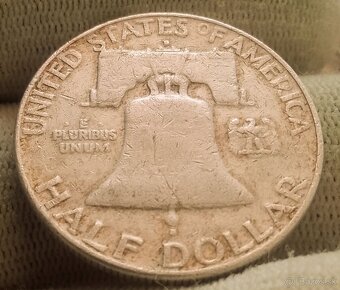 UNITED STATES OF AMERICA
E
PLURIBUS
UNUM
HALF DOLLAR